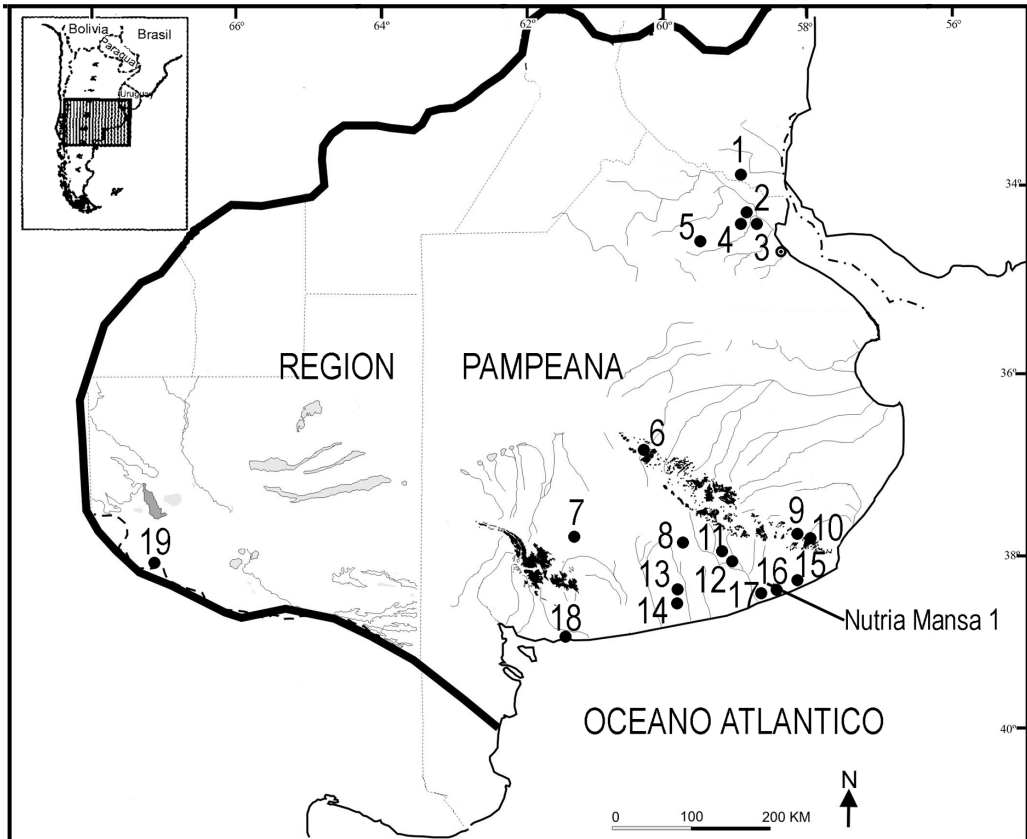 66º
64º
62º
60º
58º
56º
Bolivia
Brasil
Paraguay
Uruguay
34º
1
2
5
4
3
REGION PAMPEANA
36º
6
7
8
9
10
11
12
38º
19
13
14
15
16
17
18
Nutria Mansa 1
OCEANO ATLANTICO
40º
N
0 100 200 KM